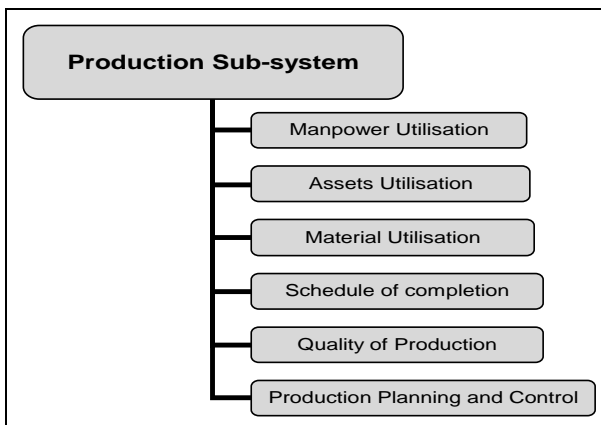 Production Sub-system
Manpower Utilisation
Assets Utilisation
Material Utilisation
Schedule of completion
Quality of Production
Production Planning and Control